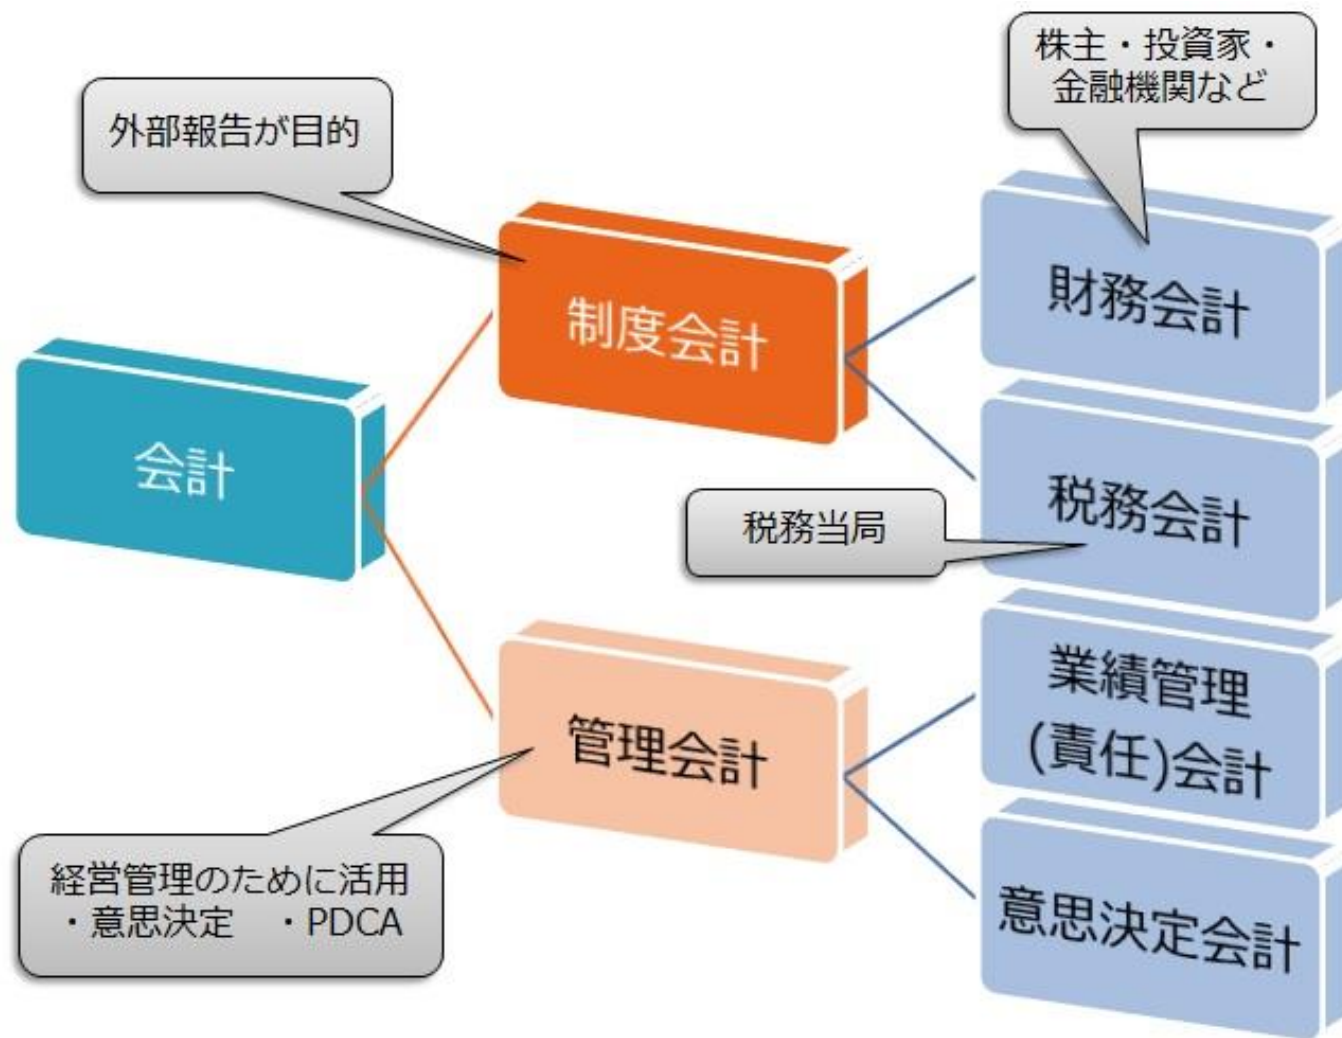 株主・投資家・
金融機関など
外部報告が目的
制度会計
財務会計
会計
税務会計
税務当局
管理会計
業績管理
(責任)会計
経営管理のために活用
・意思決定　・PDCA
意思決定会計